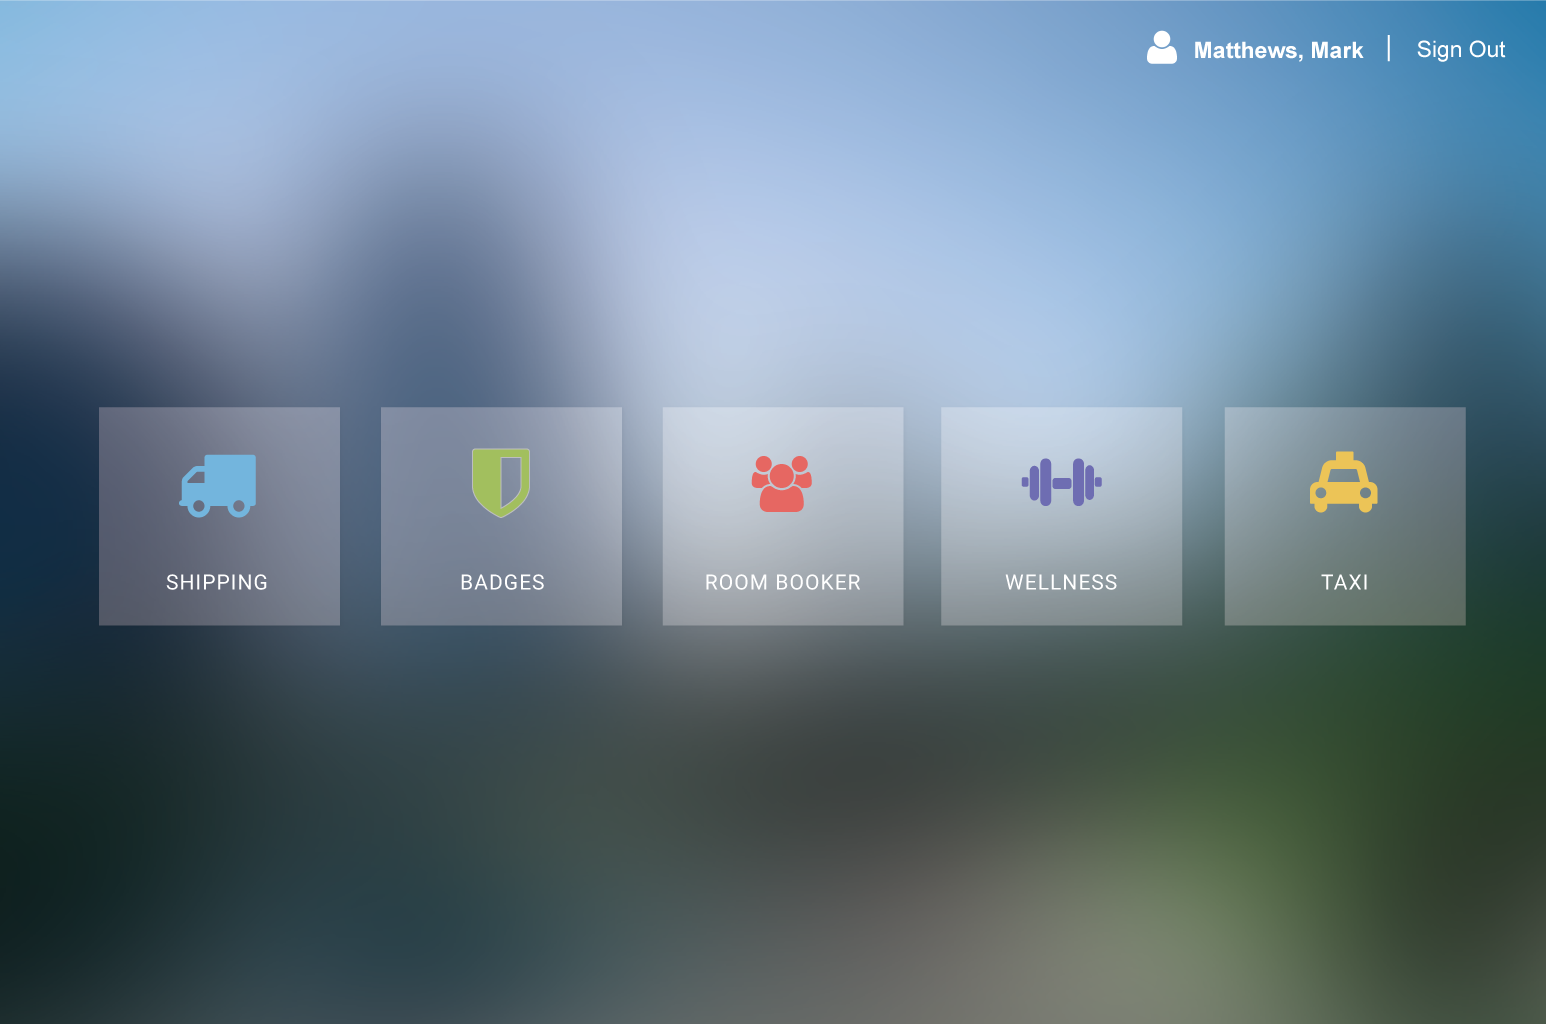 Matthews, Mark | Sign Out
SHIPPING
BADGES
ROOM BOOKER
WELLNESS
TAXI